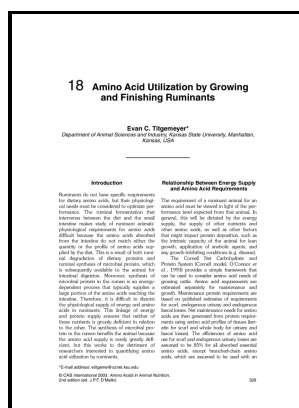 18 Amino Acid Utilization by Growing
and Finishing Ruminants
Evan C. Titgemeyer*
Department of Animal Sciences and Industry, Kansas State University, Manhattan,
Kansas, USA
Introduction
Ruminants do not have specific requirements
for dietary amino acids, but their physiologi-
cal needs must be considered to optimize per-
formance. The ruminal fermentation that
intervenes between the diet and the small
intestine makes study of ruminant animals'
physiological requirements for amino acids
difficult because the amino acids absorbed
from the intestine do not match either the
quantity or the profile of amino acids sup-
plied by the diet. This is a result of both rumi-
nal degradation of dietary proteins and
ruminal synthesis of microbial protein, which
is subsequently available to the animal for
intestinal digestion. Moreover, synthesis of
microbial protein in the rumen is an energy-
dependent process that typically supplies a
large portion of the amino acids reaching the
intestine. Therefore, it is difficult to disjoint
the physiological supply of energy and amino
acids in ruminants. This linkage of energy
and protein supply ensures that neither of
these nutrients is grossly deficient in relation
to the other. The synthesis of microbial pro-
tein in the rumen benefits the animal because
the amino acid supply is rarely greatly defi-
cient, but this works to the detriment of
researchers interested in quantifying amino
acid utilization by ruminants.
Relationship Between Energy Supply
and Amino Acid Requirements
The requirement of a ruminant animal for an
amino acid must be viewed in light of the per-
formance level expected from that animal. In
general, this will be dictated by the energy
supply, the supply of other nutrients and
other amino acids, as well as other factors
that might impact protein deposition, such as
the intrinsic capacity of the animal for lean
growth, application of anabolic agents, and
any growth-inhibiting conditions (e.g. disease).
The Cornell Net Carbohydrate and
Protein System (Cornell model, O'Connor et
al., 1993) provides a simple framework that
can be used to consider amino acid needs of
growing cattle. Amino acid requirements are
estimated separately for maintenance and
growth. Maintenance protein requirements are
based on published estimates of requirements
for scurf, endogenous urinary and endogenous
faecal losses. Net maintenance needs for amino
acids are then generated from protein require-
ments using amino acid profiles of tissues (ker-
atin for scurf and whole body for urinary and
faecal losses). The efficiencies of amino acid
use for scurf and endogenous urinary losses are
assumed to be 85% for all absorbed essential
amino acids, except branched-chain amino
acids, which are assumed to be used with an
*E-mail address: etitgeme@ksu.edu
© CAB International 2003. Amino Acids in Animal Nutrition,
2nd edition (ed. J.P.F. D'Mello)
329